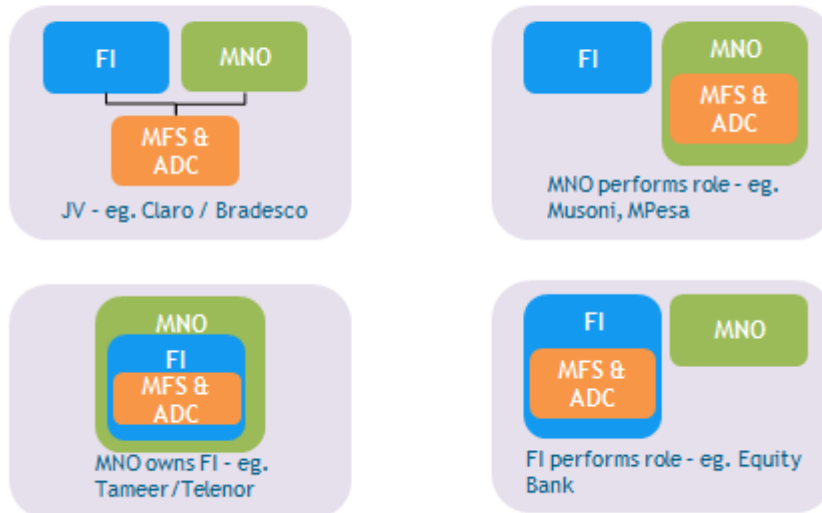 FI
MNO
MFS &
ADC
JV - eg. Claro / Bradesco
FI
MNO
MFS &
ADC
MNO performs role - eg.
Musoni, MPesa
MNO
FI
MFS &
ADC
MNO owns FI - eg.
Tameer/Telenor
FI
MNO
MFS &
ADC
FI performs role - eg. Equity
Bank